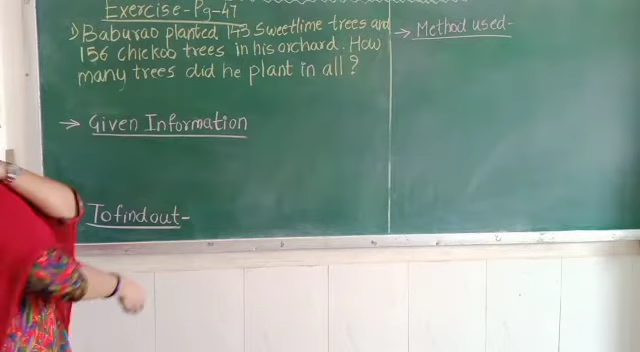 Exercise-Pg-47
1) Baburao planted 143 Sweetlime trees and
156 chickoo trees in his orchard. How
many trees did he plant in all?
→ Given Information
To find out-
→ Method used-